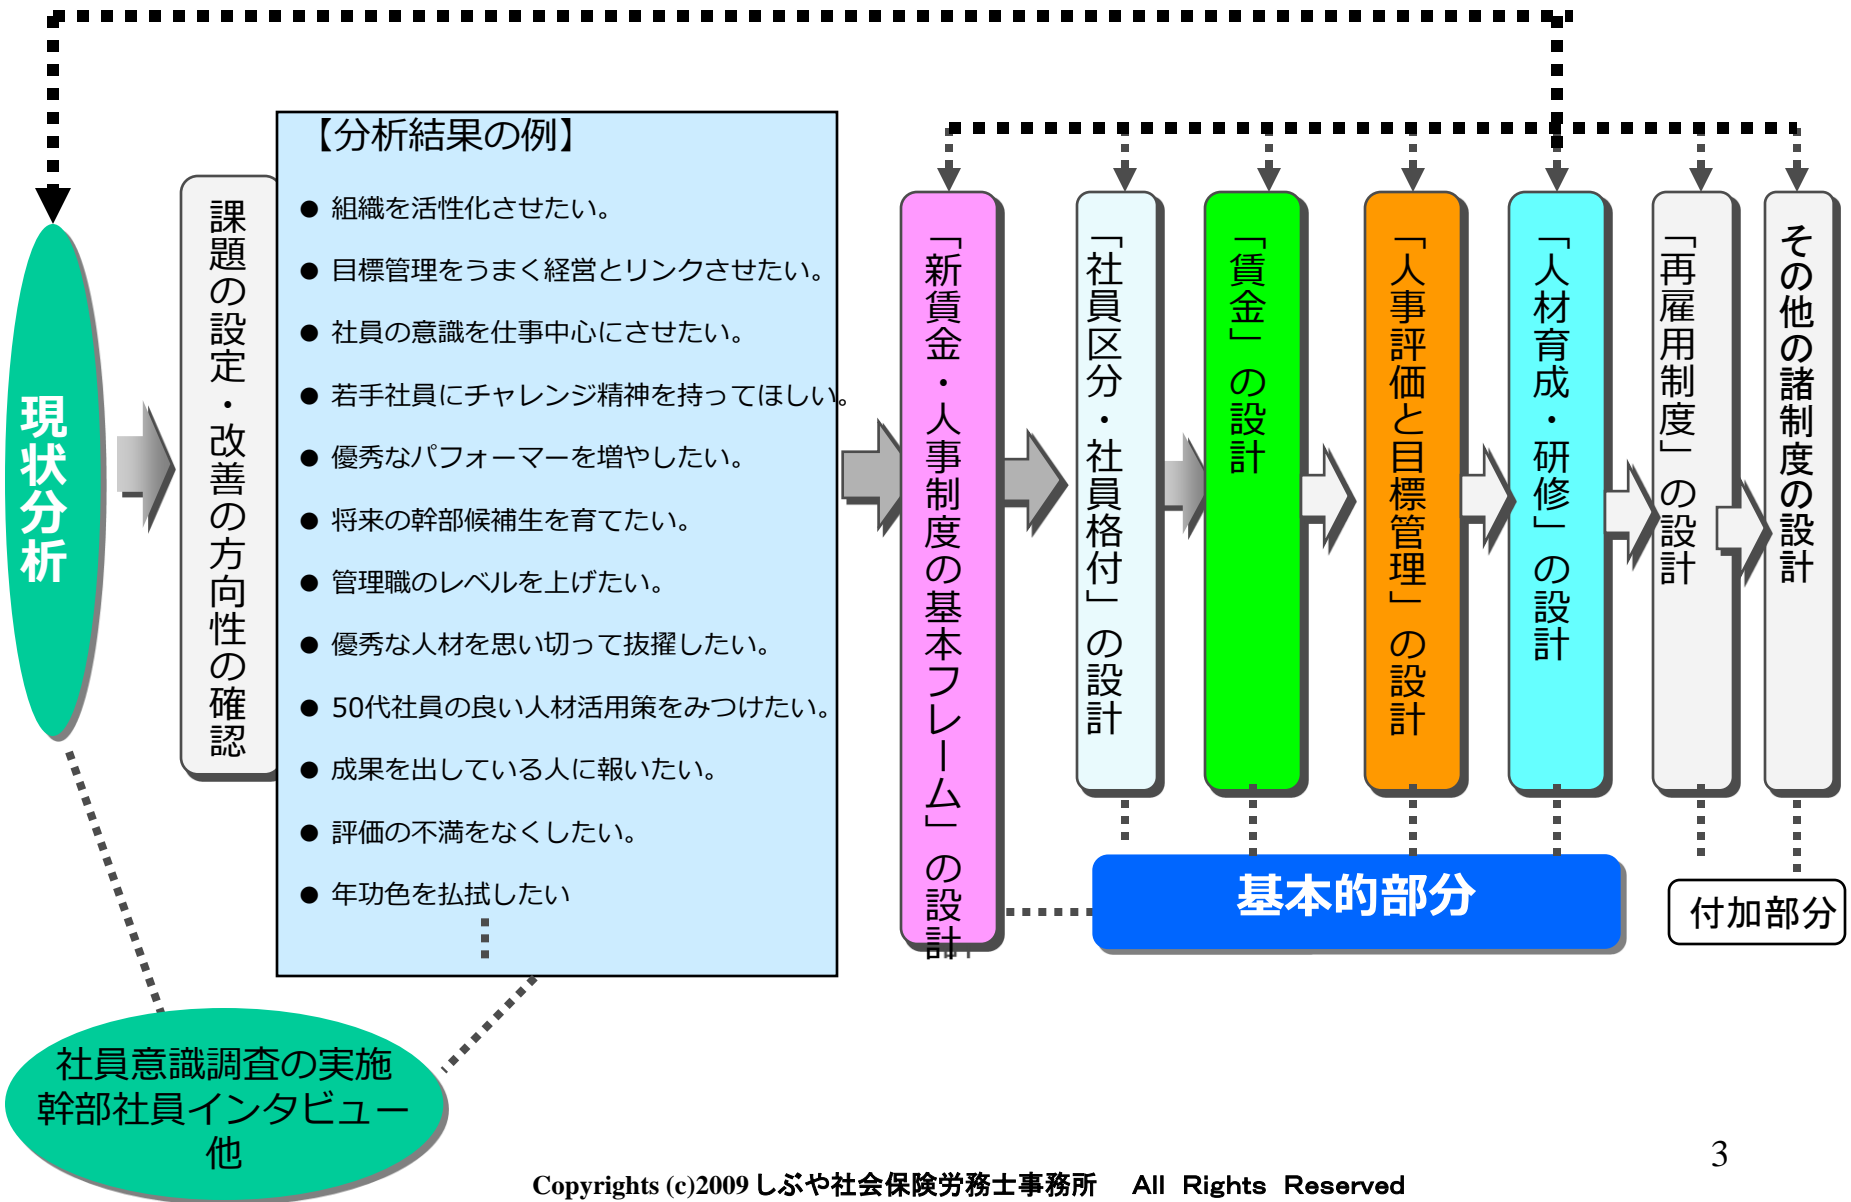 現状分析
課題の設定・改善の方向性の確認
【分析結果の例】
● 組織を活性化させたい。
● 目標管理をうまく経営とリンクさせたい。
● 社員の意識を仕事中心にさせたい。
● 若手社員にチャレンジ精神を持ってほしい。
● 優秀なパフォーマーを増やしたい。
● 将来の幹部候補生を育てたい。
● 管理職のレベルを上げたい。
● 優秀な人材を思い切って抜擢したい。
● 50代社員の良い人材活用策をみつけたい。
● 成果を出している人に報いたい。
● 評価の不満をなくしたい。
● 年功色を払拭したい
「新賃金・人事制度の基本フレーム」の設計
「社員区分・社員格付」の設計
「賃金」の設計
「人事評価と目標管理」の設計
「人材育成・研修」の設計
「再雇用制度」の設計
その他の諸制度の設計
基本的部分
付加部分
社員意識調査の実施
幹部社員インタビュー
他
3
Copyrights (c)2009しぶや社会保険労務士事務所 All Rights Reserved